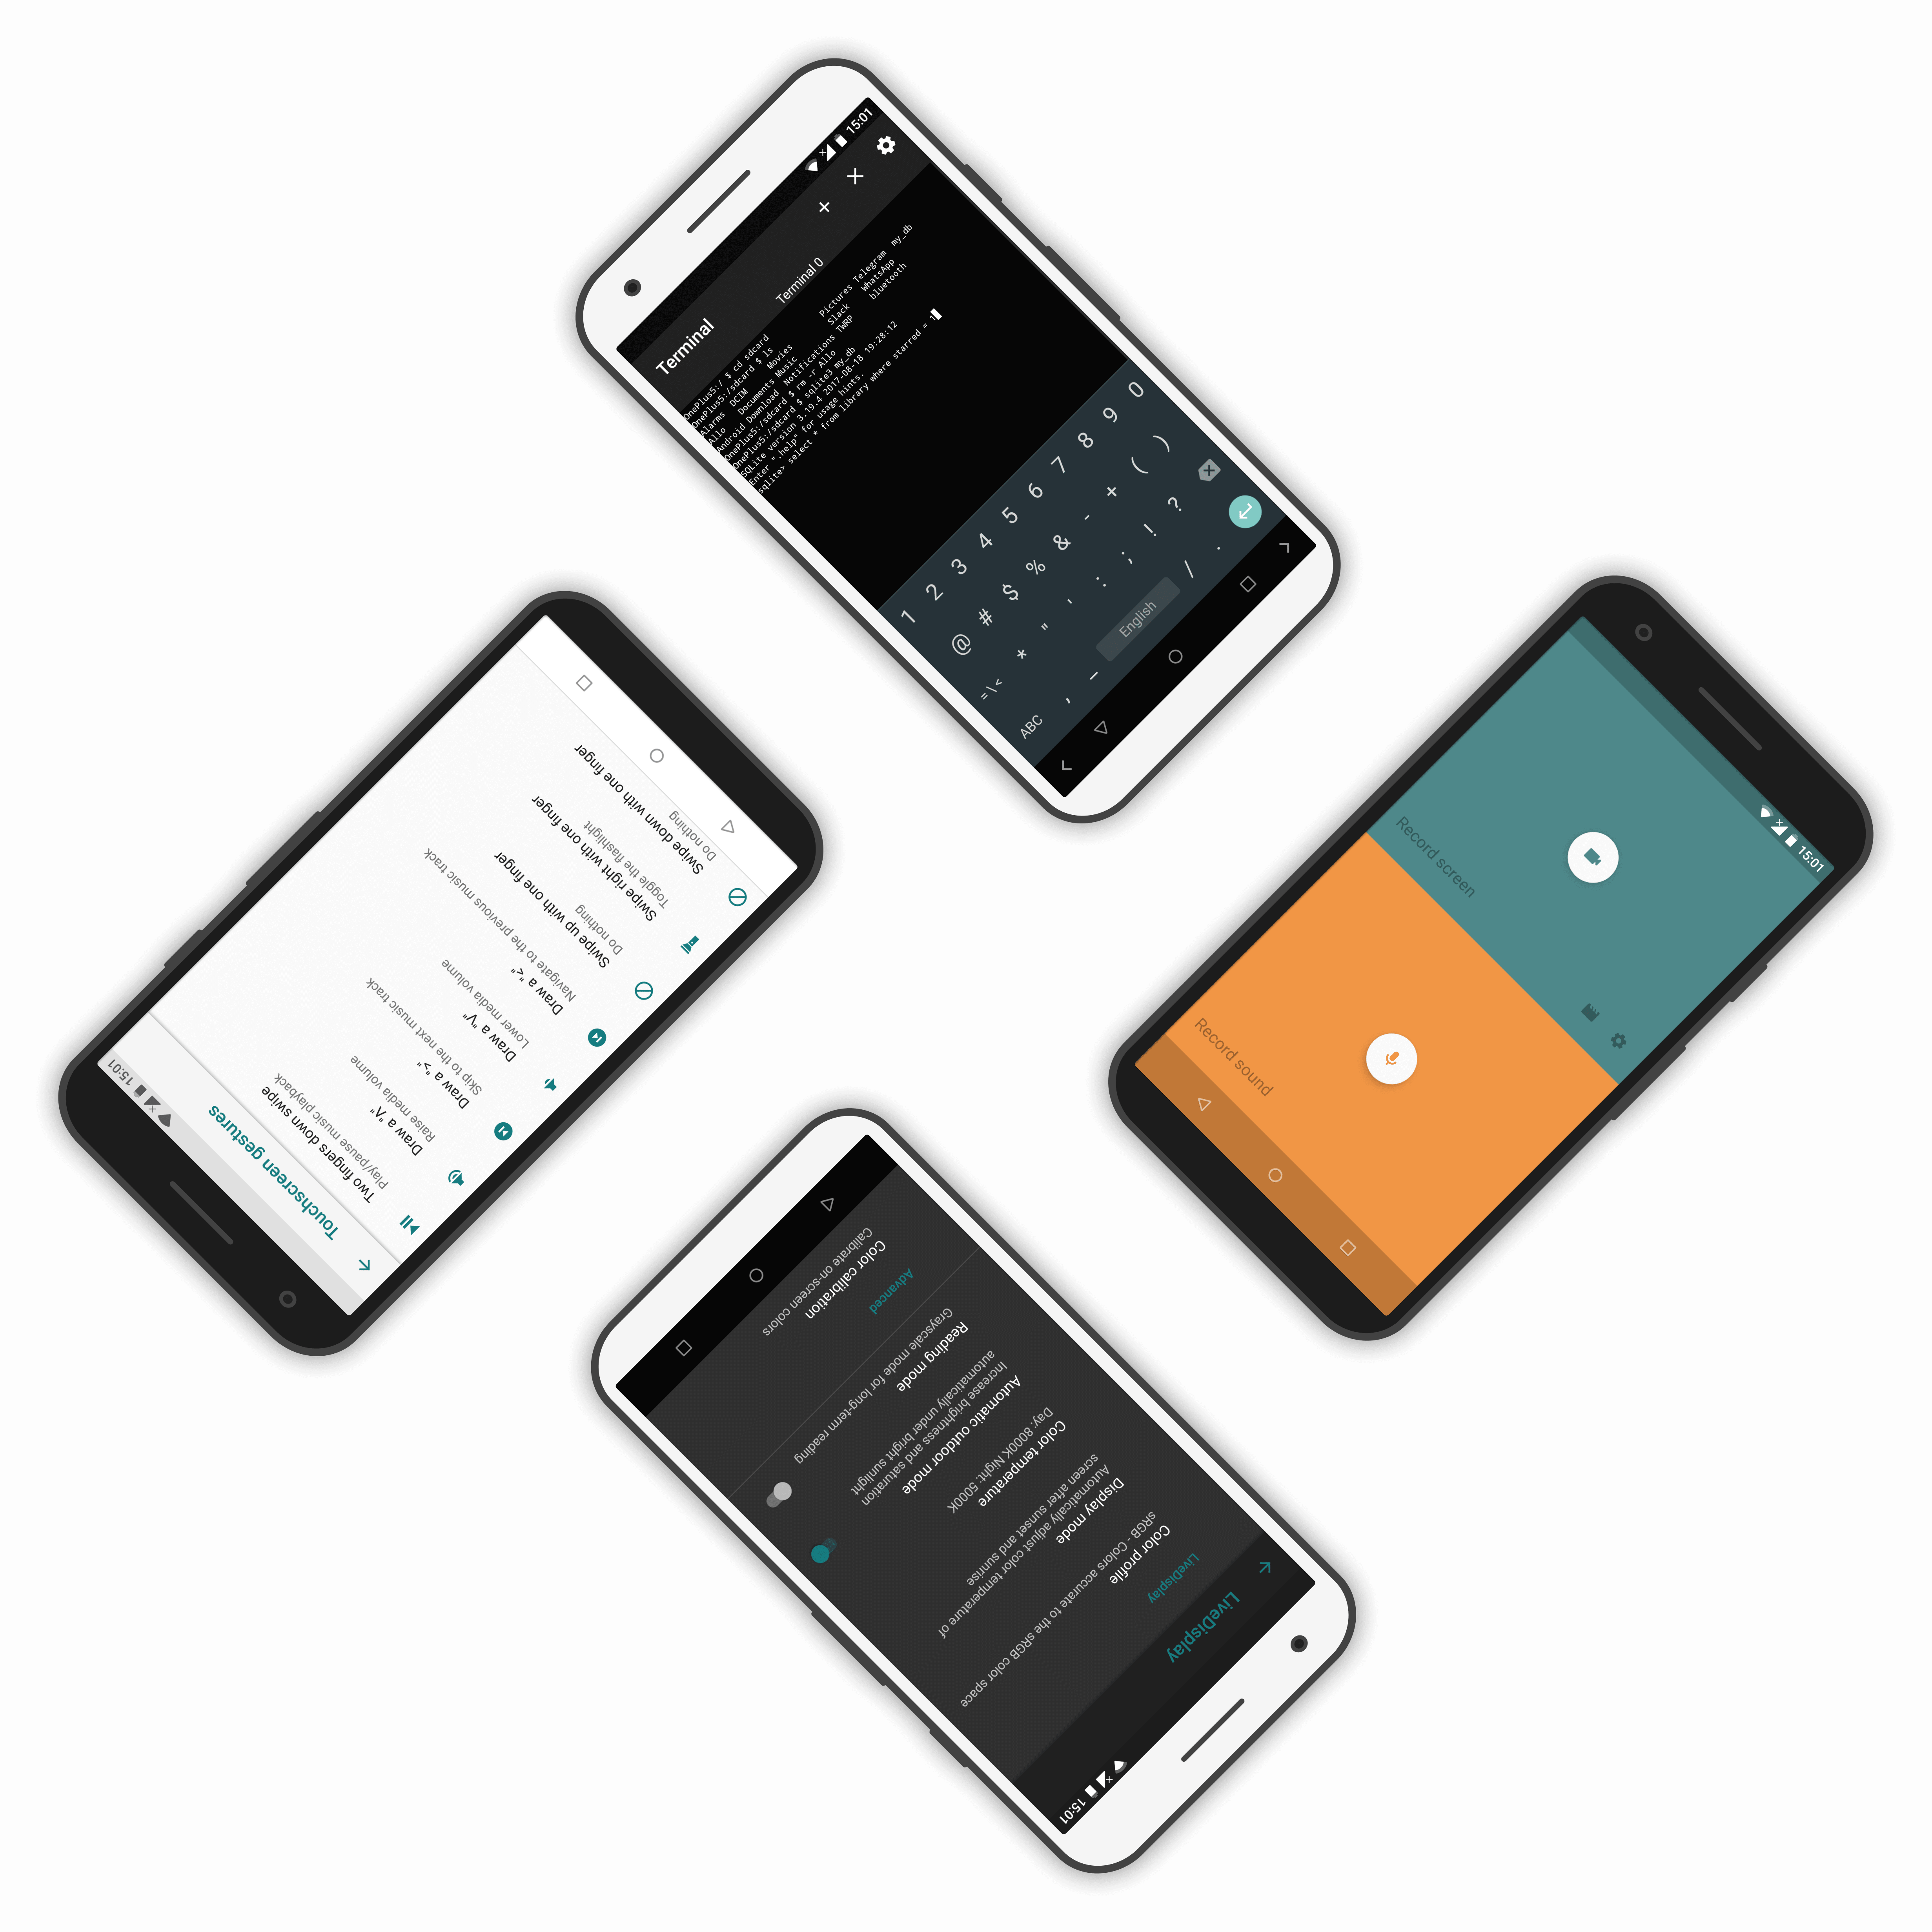 15:01
Terminal
Terminal 0
OnePlus5:/ $ cd sdcard
OnePlus5:/sdcard $ ls
Alarms DCIM Movies Pictures Telegram my_db
Allo Documents Music Slack WhatsApp
Android Download Notifications TWRP bluetooth
OnePlus5:/sdcard $ rm -r Allo
OnePlus5:/sdcard $ sqlite3 my_db
SQLite version 3.19.4 2017-08-18 19:28:12
Enter ".help" for usage hints.
sqlite> select * from library where starred = 1
1 2 3 4 5 6 7 8 9 0
@ # $ % & - + ( )
=\< * " ' : ; ! ?
ABC , _ English / .
15:01
Touchscreen gestures
Two fingers down swipe
Play/pause music playback
Draw a "Λ"
Raise media volume
Draw a ">"
Skip to the next music track
Draw a "V"
Lower media volume
Draw a "<"
Navigate to the previous music track
Swipe up with one finger
Do nothing
Swipe right with one finger
Toggle the flashlight
Swipe down with one finger
Do nothing
15:01
Record screen
Record sound
15:01
LiveDisplay
LiveDisplay
Color profile
sRGB - Colors accurate to the sRGB color space
Display mode
Automatically adjust color temperature of
screen after sunset and sunrise
Color temperature
Day: 8000K Night: 5000K
Automatic outdoor mode
Increase brightness and saturation
automatically under bright sunlight
Reading mode
Grayscale mode for long-term reading
Advanced
Color calibration
Calibrate on-screen colors